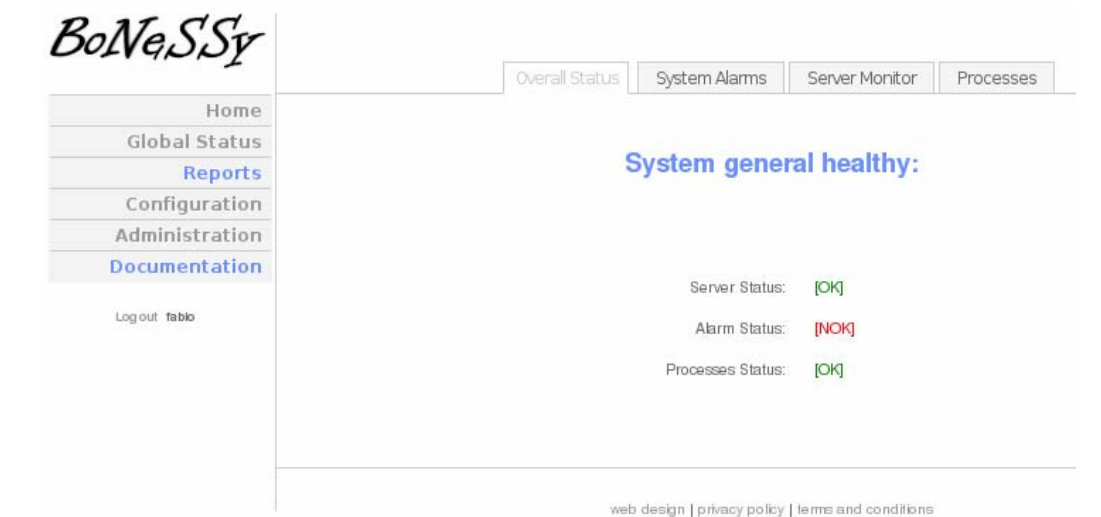 BoNeSSy
Overall Status System Alarms Server Monitor Processes
Home
Global Status
Reports
Configuration
Administration
Documentation
Log out fabio
System general healthy:
Server Status: [OK]
Alarm Status: [NOK]
Processes Status: [OK]
web design | privacy policy | terms and conditions